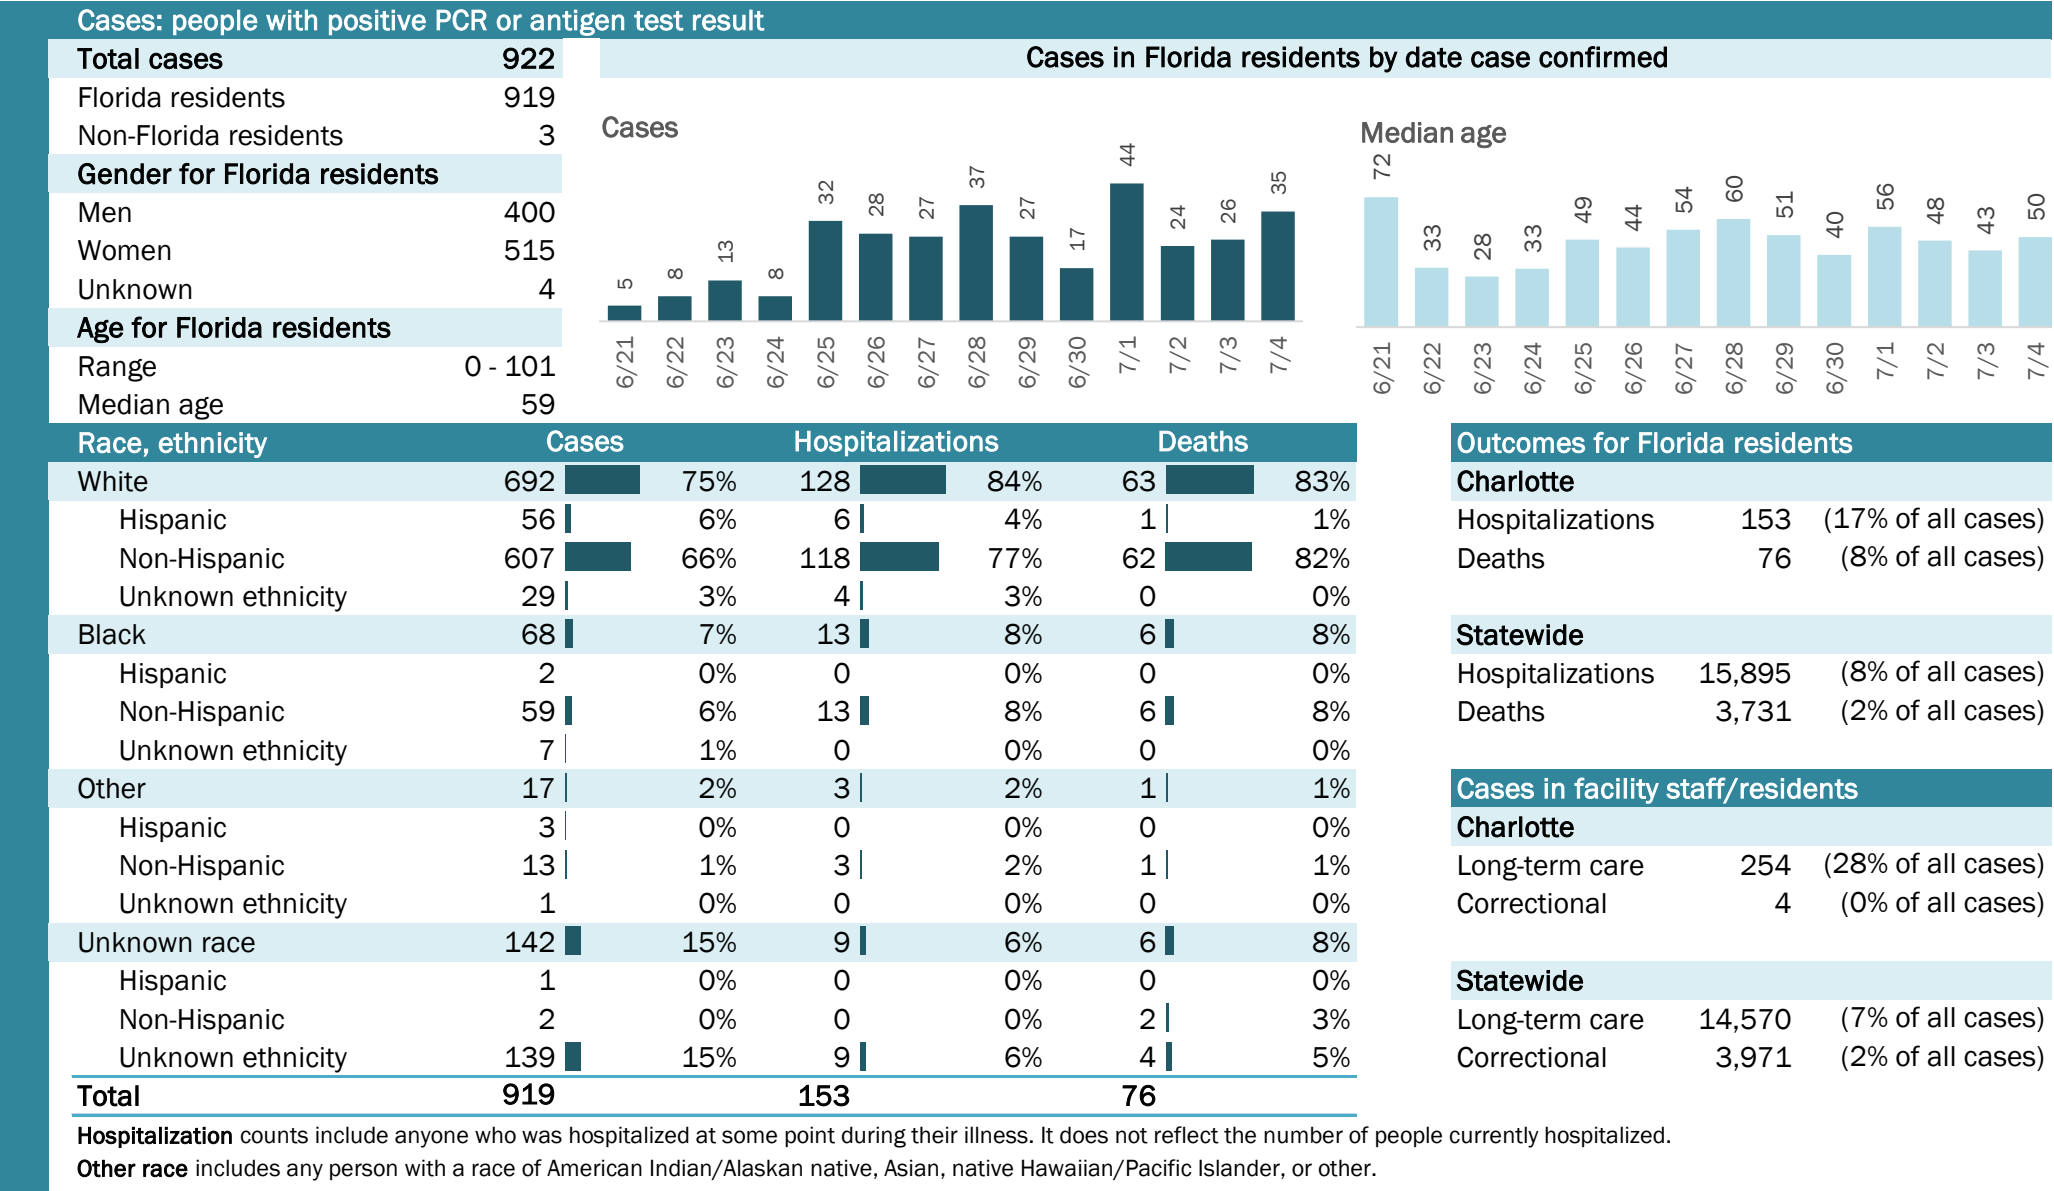 Cases: people with positive PCR or antigen test result
Total cases 922
Florida residents 919
Non-Florida residents 3
Gender for Florida residents
Men 400
Women 515
Unknown 4
Age for Florida residents
Range 0 - 101
Median age 59
Cases in Florida residents by date case confirmed
Cases
5 8 13 8 32 28 27 37 27 17 44 24 26 35
6/21 6/22 6/23 6/24 6/25 6/26 6/27 6/28 6/29 6/30 7/1 7/2 7/3 7/4
Median age
72 33 28 33 49 44 54 60 51 40 56 48 43 50
6/21 6/22 6/23 6/24 6/25 6/26 6/27 6/28 6/29 6/30 7/1 7/2 7/3 7/4
Race, ethnicity Cases Hospitalizations Deaths
White 692 75% 128 84% 63 83%
Hispanic 56 6% 6 4% 1 1%
Non-Hispanic 607 66% 118 77% 62 82%
Unknown ethnicity 29 3% 4 3% 0 0%
Black 68 7% 13 8% 6 8%
Hispanic 2 0% 0 0% 0 0%
Non-Hispanic 59 6% 13 8% 6 8%
Unknown ethnicity 7 1% 0 0% 0 0%
Other 17 2% 3 2% 1 1%
Hispanic 3 0% 0 0% 0 0%
Non-Hispanic 13 1% 3 2% 1 1%
Unknown ethnicity 1 0% 0 0% 0 0%
Unknown race 142 15% 9 6% 6 8%
Hispanic 1 0% 0 0% 0 0%
Non-Hispanic 2 0% 0 0% 2 3%
Unknown ethnicity 139 15% 9 6% 4 5%
Total 919 153 76
Outcomes for Florida residents
Charlotte
Hospitalizations 153 (17% of all cases)
Deaths 76 (8% of all cases)
Statewide
Hospitalizations 15,895 (8% of all cases)
Deaths 3,731 (2% of all cases)
Cases in facility staff/residents
Charlotte
Long-term care 254 (28% of all cases)
Correctional 4 (0% of all cases)
Statewide
Long-term care 14,570 (7% of all cases)
Correctional 3,971 (2% of all cases)
Hospitalization counts include anyone who was hospitalized at some point during their illness. It does not reflect the number of people currently hospitalized.
Other race includes any person with a race of American Indian/Alaskan native, Asian, native Hawaiian/Pacific Islander, or other.